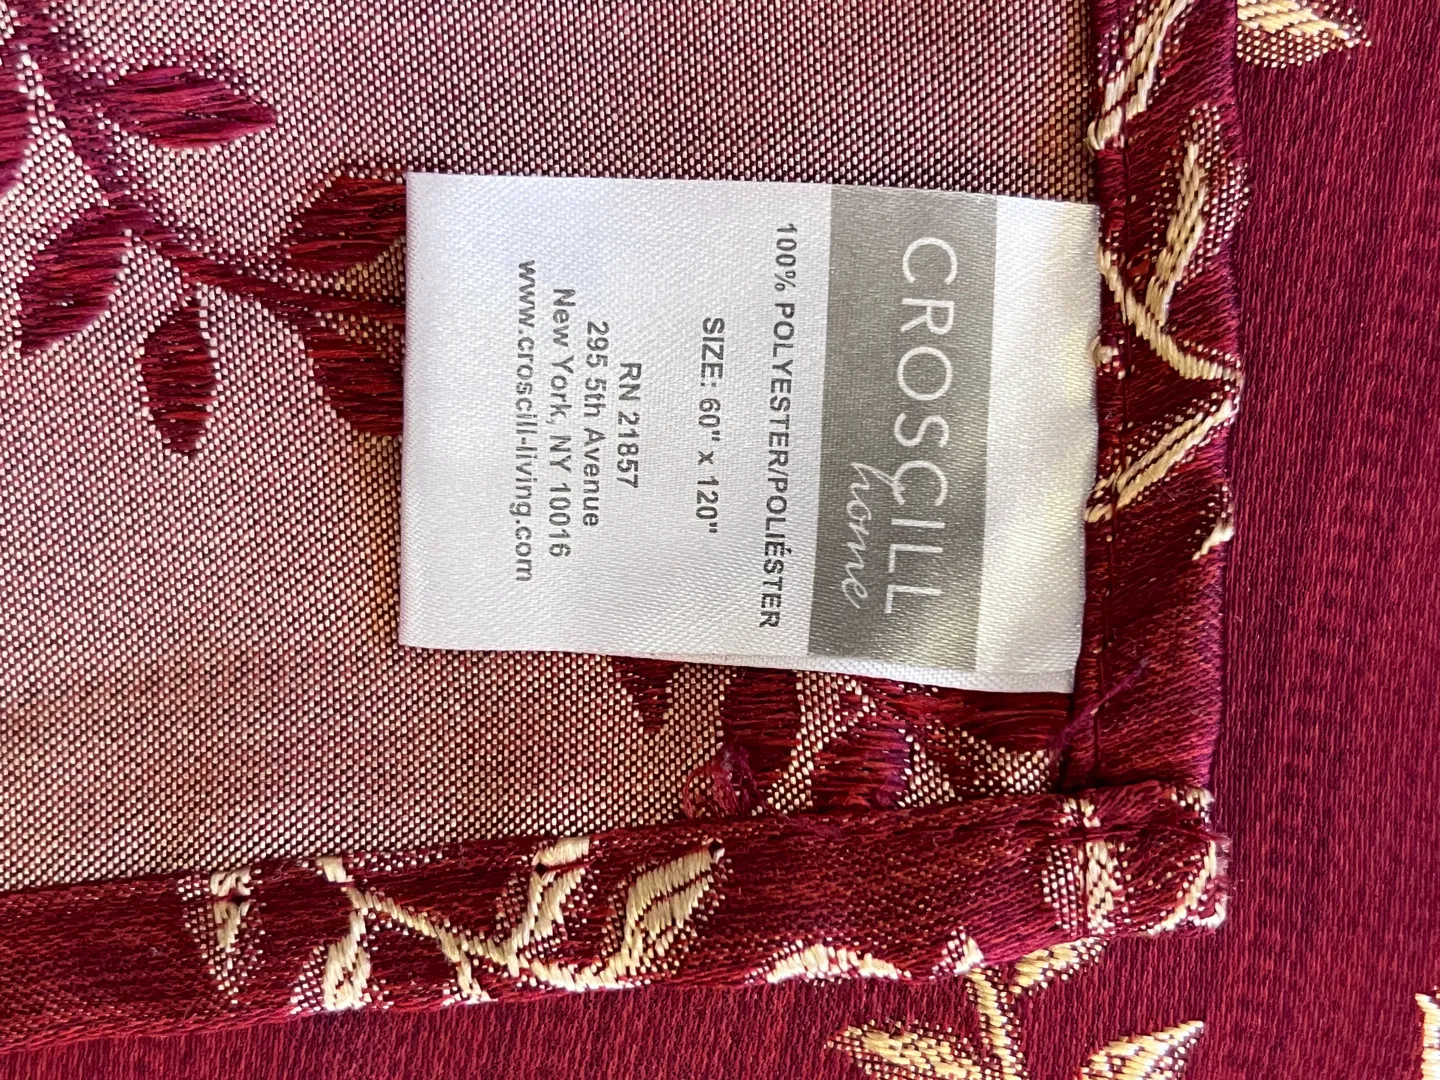 CROSCILL
home
100% POLYESTER/POLIÉSTER
SIZE: 60" x 120"
RN 21857
295 5th Avenue
New York, NY 10016
www.croscill-living.com